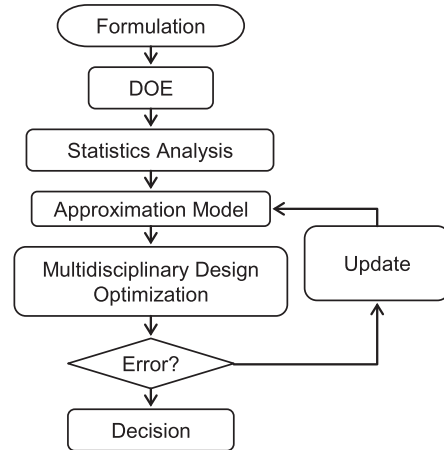 Formulation
DOE
Statistics Analysis
Approximation Model
Multidisciplinary Design
Optimization
Update
Error?
Decision